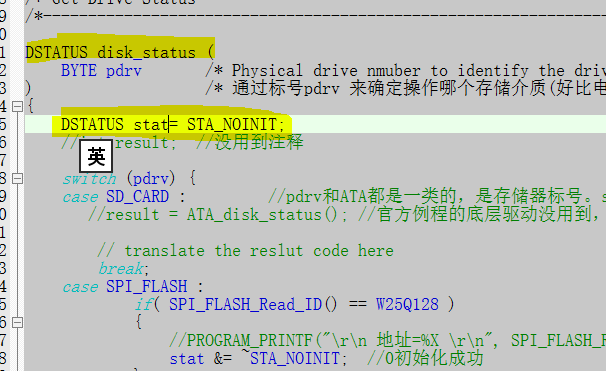 /* Get Drive Status
/*-----------------------------------------------------------------------
DSTATUS disk_status (
BYTE pdrv /* Physical drive nmuber to identify the driv
) /* 通过标号pdrv 来确定操作哪个存储介质(好比电
{
DSTATUS stat= STA_NOINIT;
// result; //没用到注释
英
switch (pdrv) {
case SD_CARD : //pdrv和ATA都是一类的，是存储器标号。s
//result = ATA_disk_status(); //官方例程的底层驱动没用到，
// translate the reslut code here
break;
case SPI_FLASH :
if( SPI_FLASH_Read_ID() == W25Q128 )
{
//PROGRAM_PRINTF("\r\n 地址=%X \r\n", SPI_FLASH_R
stat &= ~STA_NOINIT; //0初始化成功